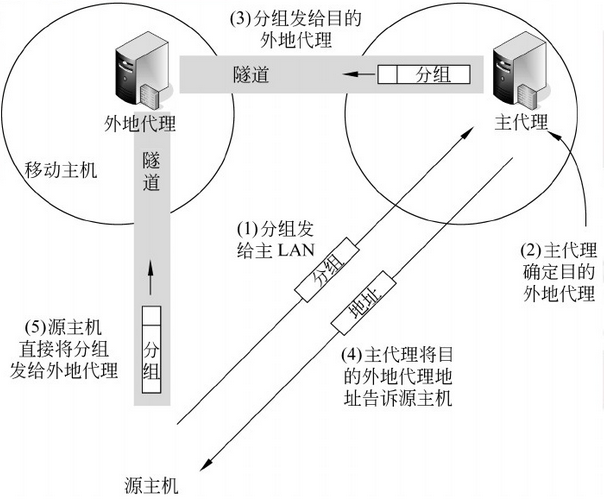 (3)分组发给目的
外地代理
隧道
分组
外地代理
主代理
移动主机
隧
道
(1)分组发
给主 LAN
分组
地址
(2)主代理
确定目的
外地代理
(5)源主机
直接将分组
发给外地代理
分
组
(4)主代理将目
的外地代理地
址告诉源主机
源主机